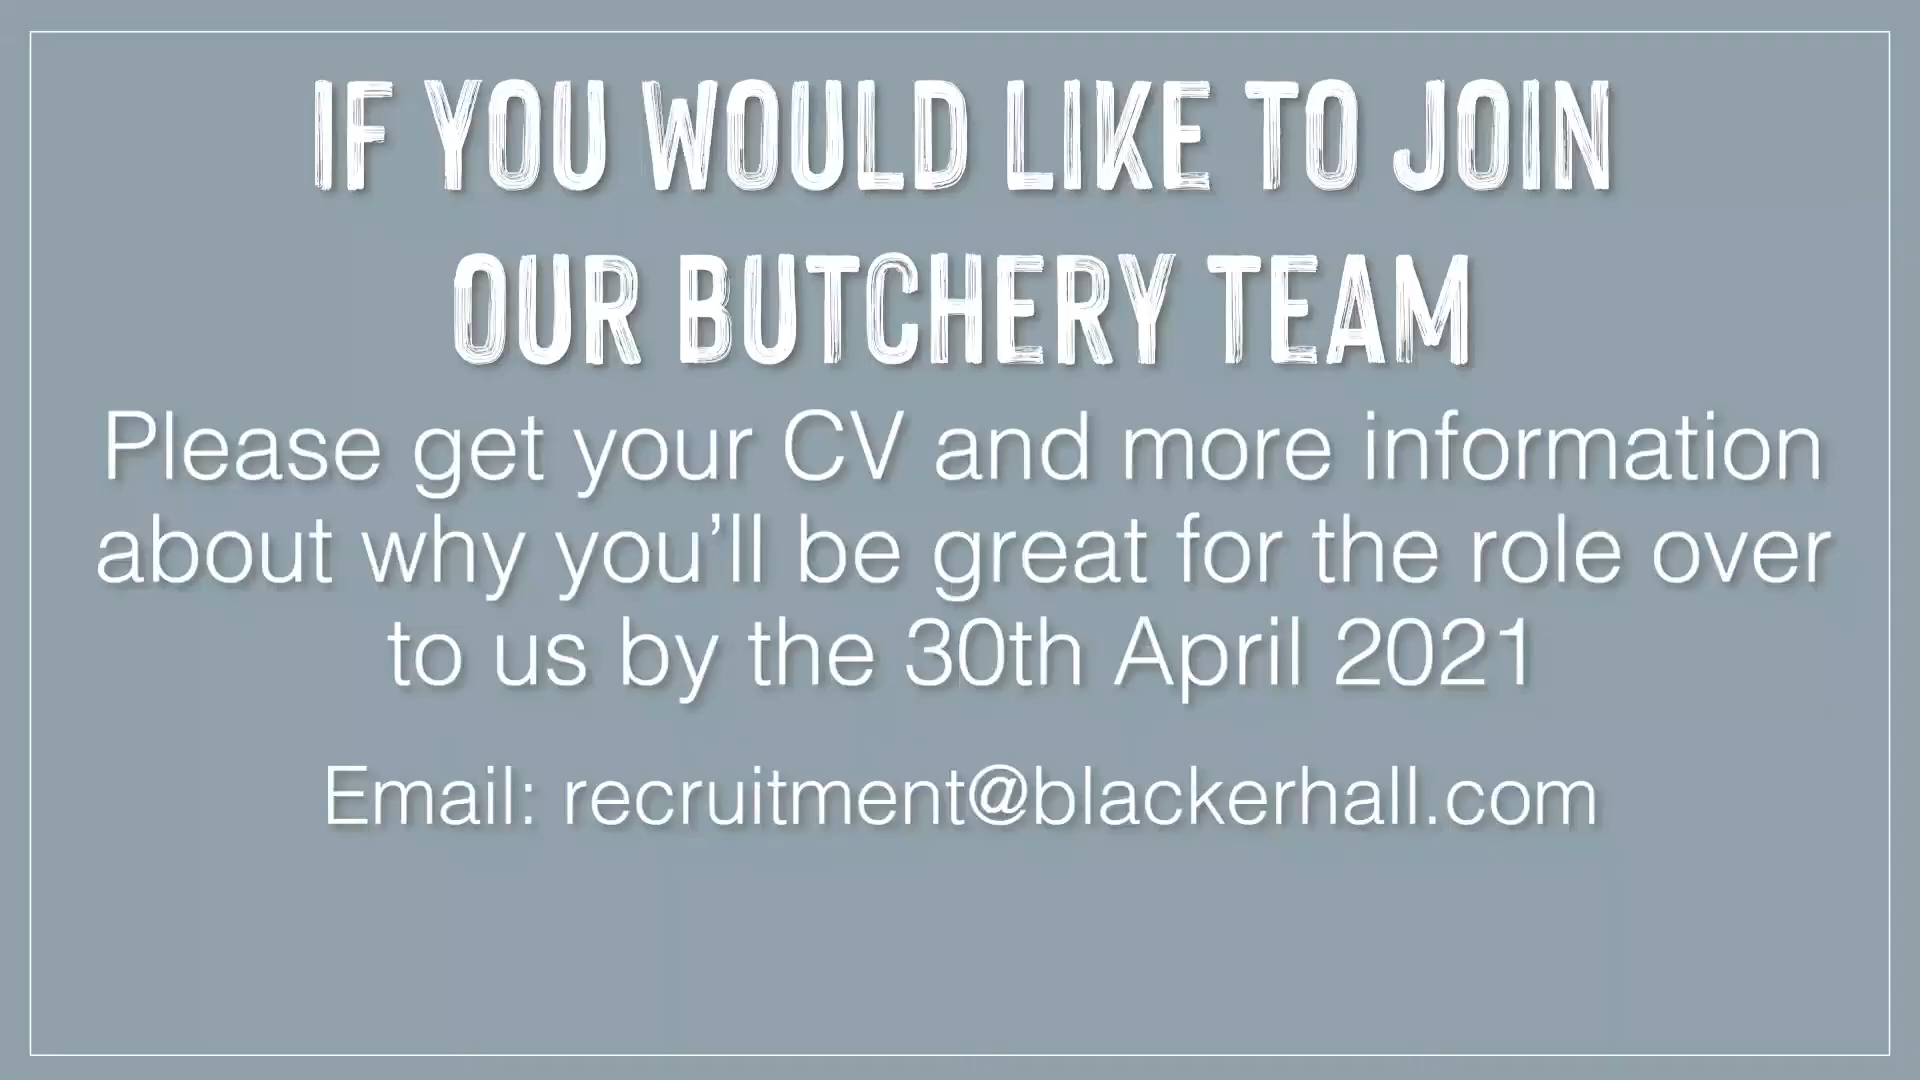 IF YOU WOULD LIKE TO JOIN
OUR BUTCHERY TEAM
Please get your CV and more information
about why you’ll be great for the role over
to us by the 30th April 2021
Email: recruitment@blackerhall.com